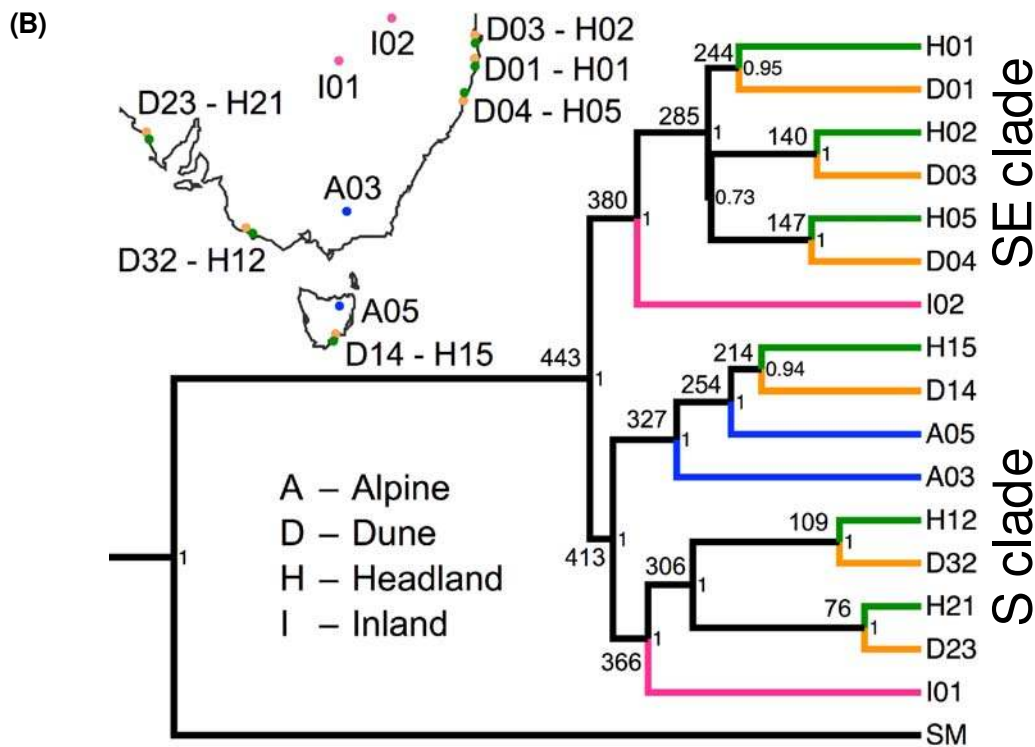 (B)
I02
I01
D03 - H02
D01 - H01
D04 - H05
D23 - H21
A03
D32 - H12
A05
D14 - H15
A – Alpine
D – Dune
H – Headland
I – Inland
244
0.95
285
1
140
1
0.73
147
1
380
1
443
1
214
0.94
254
1
327
1
413
1
109
1
306
1
76
1
366
1
1
H01
D01
H02
D03
H05
D04
I02
H15
D14
A05
A03
H12
D32
H21
D23
I01
SM
SE clade
S clade